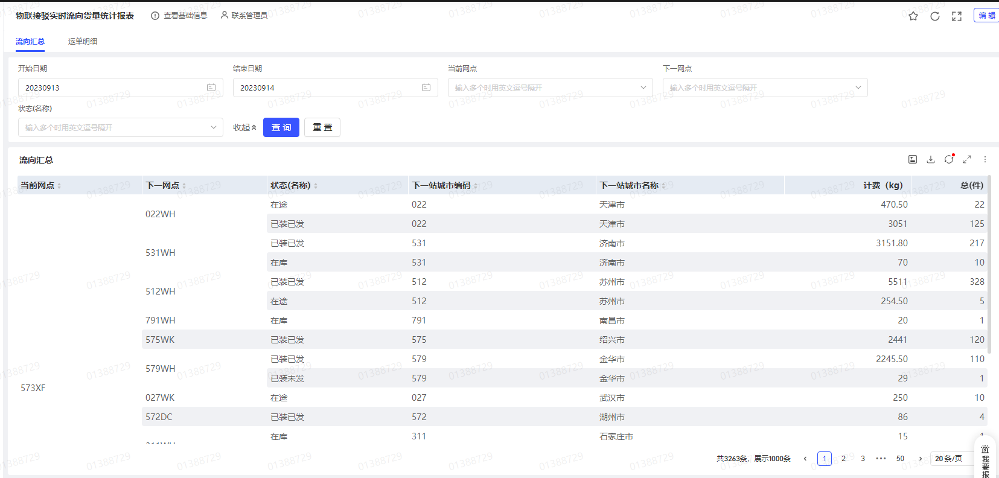 物联接驳实时流向货量统计报表 查看基础信息 联系管理员 编 辑
流向汇总 运单明细
开始日期 结束日期 当前网点 下一网点
20230913 20230914 输入多个时用英文逗号隔开 输入多个时用英文逗号隔开
状态(名称)
输入多个时用英文逗号隔开 收起 查 询 重 置
流向汇总
当前网点 下一网点 状态(名称) 下一站城市编码 下一站城市名称 计费（kg） 总(件)
573XF
022WH 在途 022 天津市 470.50 22
已装已发 022 天津市 3051 125
531WH 已装已发 531 济南市 3151.80 217
在库 531 济南市 70 10
512WH 已装已发 512 苏州市 5511 328
在途 512 苏州市 254.50 5
791WH 在库 791 南昌市 20 1
575WK 已装已发 575 绍兴市 2441 120
579WH 已装已发 579 金华市 2245.50 110
已装未发 579 金华市 29 1
027WK 在途 027 武汉市 250 10
572DC 已装已发 572 湖州市 86 4
311WH 在库 311 石家庄市 15 1
共3263条，展示1000条 1 2 3 ••• 50 20 条/页
我要报
01388729